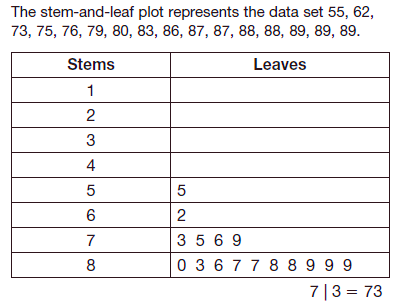 The stem-and-leaf plot represents the data set 55, 62,
73, 75, 76, 79, 80, 83, 86, 87, 87, 88, 88, 89, 89, 89.
Stems Leaves
1
2
3
4
5 5
6 2
7 3 5 6 9
8 0 3 6 7 7 8 8 9 9 9
7 | 3 = 73